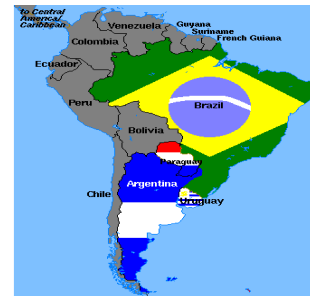 to Central
America/
Caribbean
Venezuela
Guyana
Suriname
French Guiana
Colombia
Ecuador
Peru
Brazil
Bolivia
Paraguay
Chile
Argentina
Uruguay